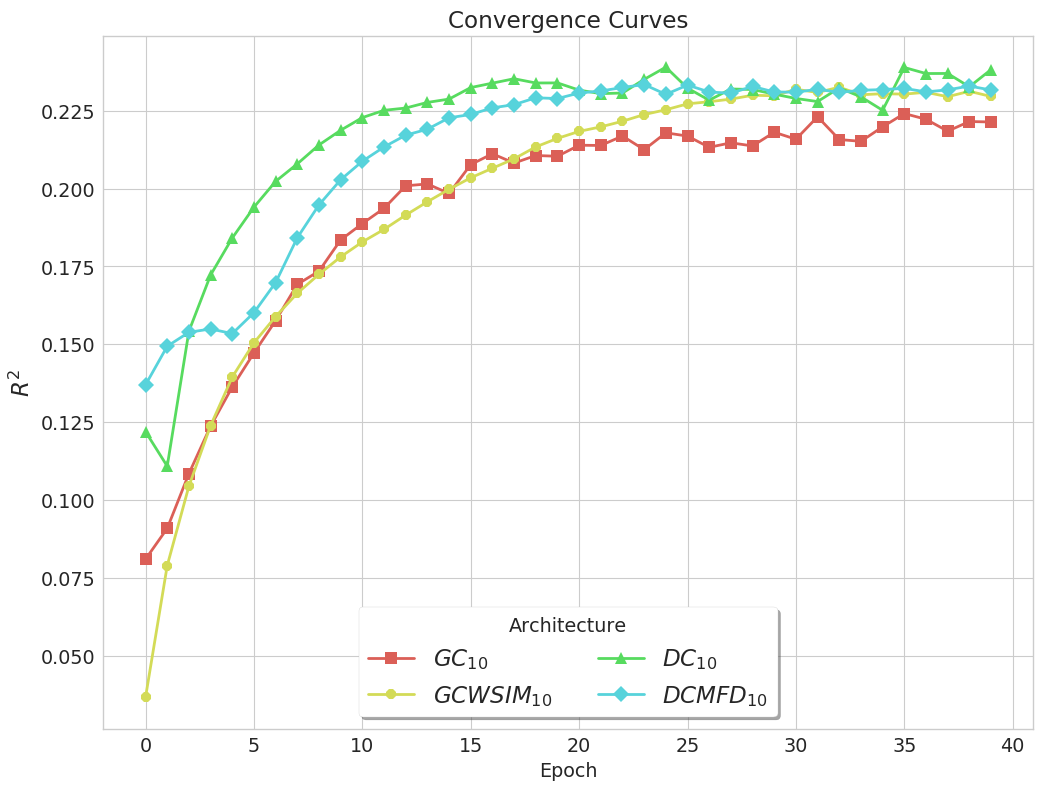 Convergence Curves
R²
0.225
0.200
0.175
0.150
0.125
0.100
0.075
0.050
Architecture
GC₁₀ DC₁₀
GCWSIM₁₀ DCMFD₁₀
0 5 10 15 20 25 30 35 40
Epoch